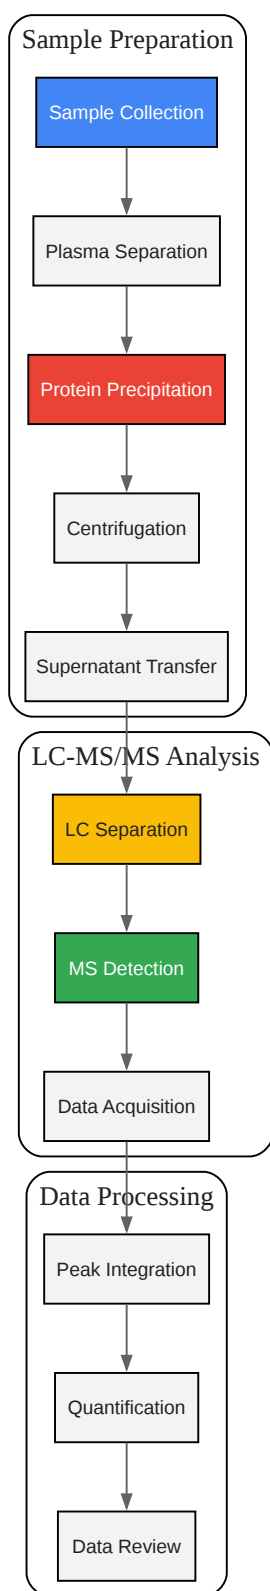 Sample Preparation
Sample Collection
Plasma Separation
Protein Precipitation
Centrifugation
Supernatant Transfer
LC-MS/MS Analysis
LC Separation
MS Detection
Data Acquisition
Data Processing
Peak Integration
Quantification
Data Review